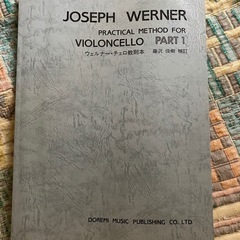 JOSEPH WERNER
PRACTICAL METHOD FOR
VIOLONCELLO PART 1
ウェルナー・チェロ教則本
DOREMI MUSIC PUBLISHING CO., LTD.